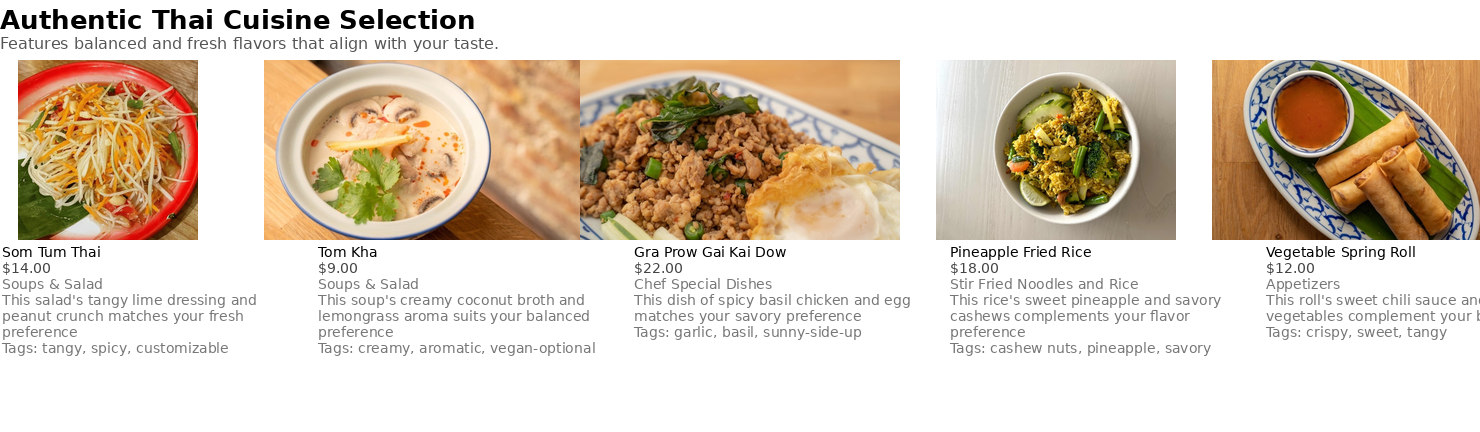 Authentic Thai Cuisine Selection
Features balanced and fresh flavors that align with your taste.
Som Tum Thai
$14.00
Soups & Salad
This salad's tangy lime dressing and
peanut crunch matches your fresh
preference
Tags: tangy, spicy, customizable
Tom Kha
$9.00
Soups & Salad
This soup's creamy coconut broth and
lemongrass aroma suits your balanced
preference
Tags: creamy, aromatic, vegan-optional
Gra Prow Gai Kai Dow
$22.00
Chef Special Dishes
This dish of spicy basil chicken and egg
matches your savory preference
Tags: garlic, basil, sunny-side-up
Pineapple Fried Rice
$18.00
Stir Fried Noodles and Rice
This rice's sweet pineapple and savory
cashews complements your flavor
preference
Tags: cashew nuts, pineapple, savory
Vegetable Spring Roll
$12.00
Appetizers
This roll's sweet chili sauce
vegetables complement your
Tags: crispy, sweet, tangy